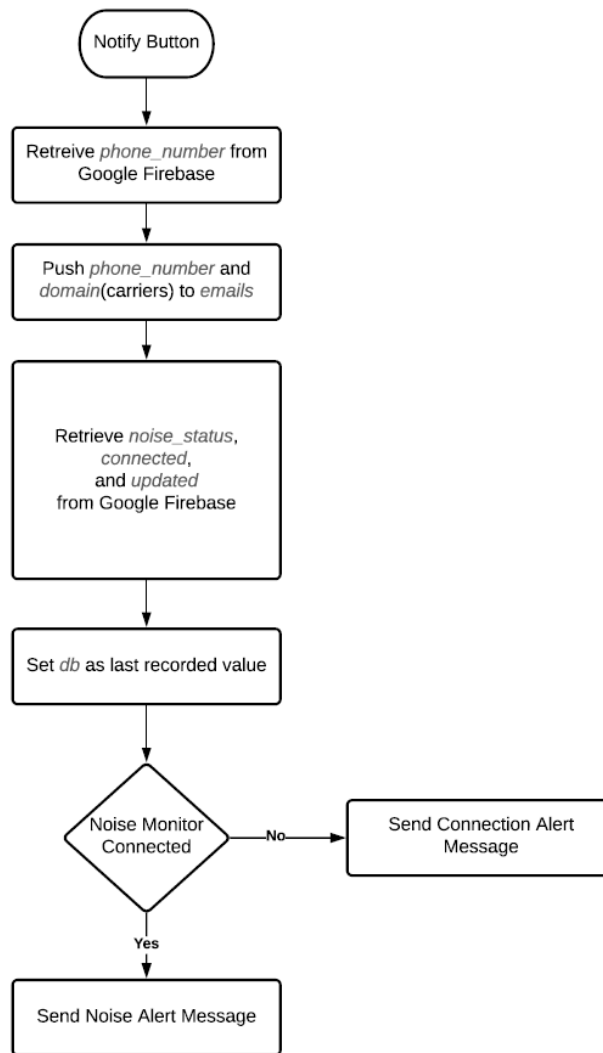 Notify Button
Retreive phone_number from
Google Firebase
Push phone_number and
domain(carriers) to emails
Retrieve noise_status,
connected,
and updated
from Google Firebase
Set db as last recorded value
Noise Monitor
Connected
No
Send Connection Alert
Message
Yes
Send Noise Alert Message